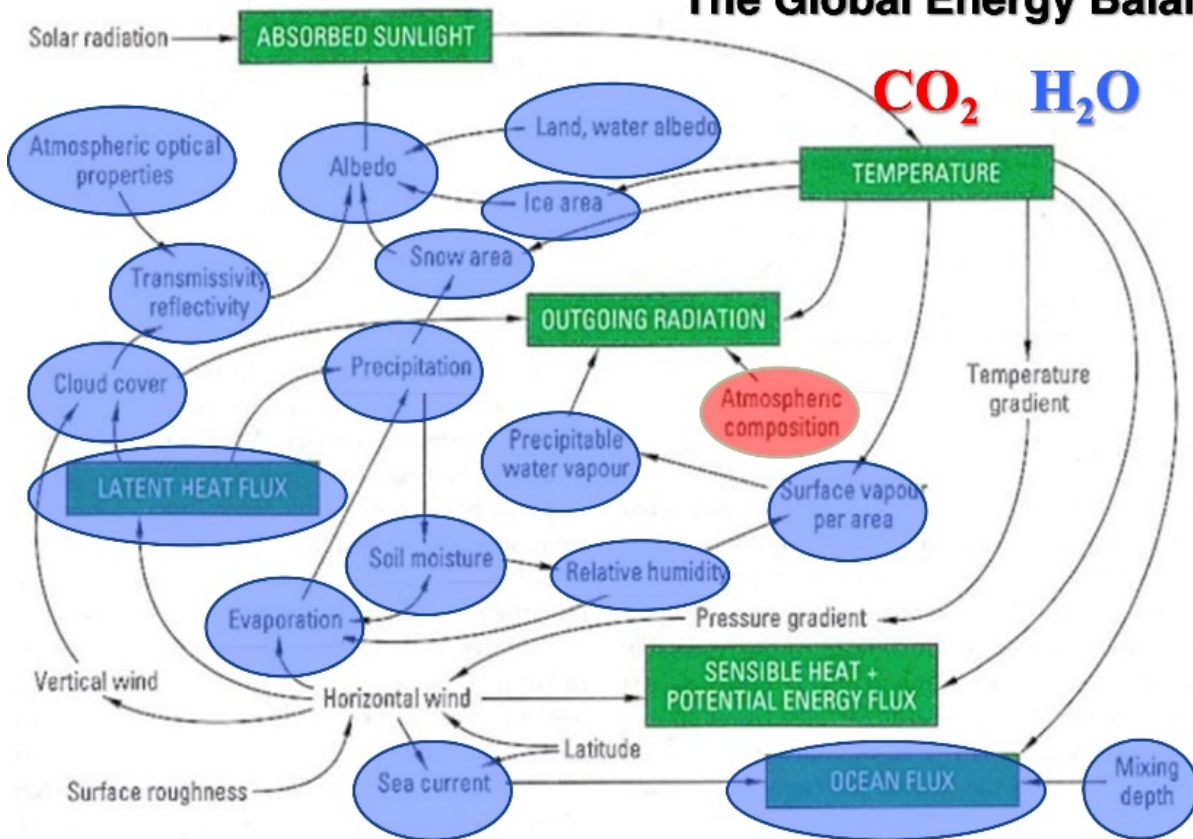 The Global Energy Balan
Solar radiation
ABSORBED SUNLIGHT
CO₂ H₂O
Atmospheric optical
properties
Albedo
Land, water albedo
TEMPERATURE
Ice area
Snow area
Transmissivity
reflectivity
OUTGOING RADIATION
Cloud cover
Precipitation
Temperature
gradient
Atmospheric
composition
Precipitable
water vapour
LATENT HEAT FLUX
Surface vapour
per area
Soil moisture
Relative humidity
Evaporation
Pressure gradient
SENSIBLE HEAT +
POTENTIAL ENERGY FLUX
Vertical wind
Horizontal wind
Latitude
Surface roughness
Sea current
OCEAN FLUX
Mixing
depth